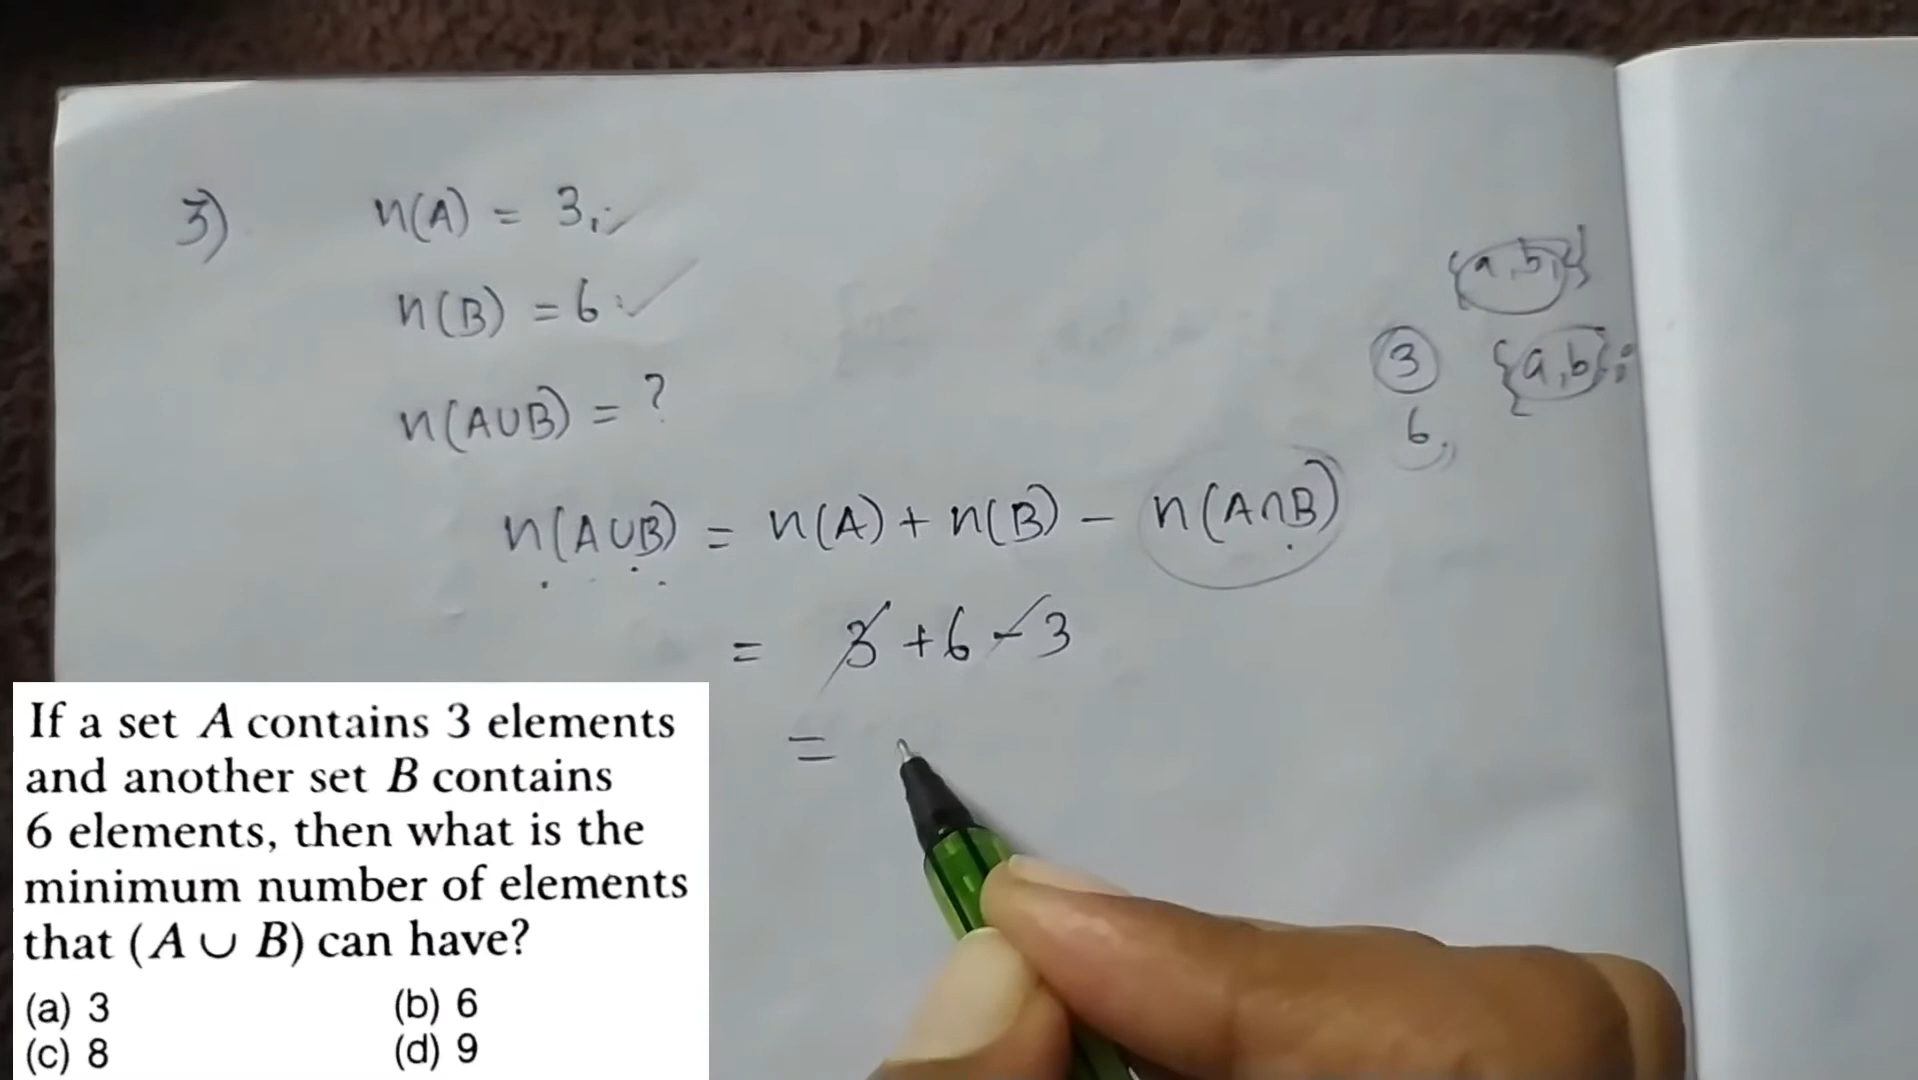 3) n(A) = 3,
n(B) = 6
n(A∪B) = ?
{a, b,}
3 {a, b}
6,
n(A∪B) = n(A) + n(B) − n(A∩B)
= 3 + 6 − 3
=
If a set A contains 3 elements
and another set B contains
6 elements, then what is the
minimum number of elements
that (A ∪ B) can have?
(a) 3 (b) 6
(c) 8 (d) 9